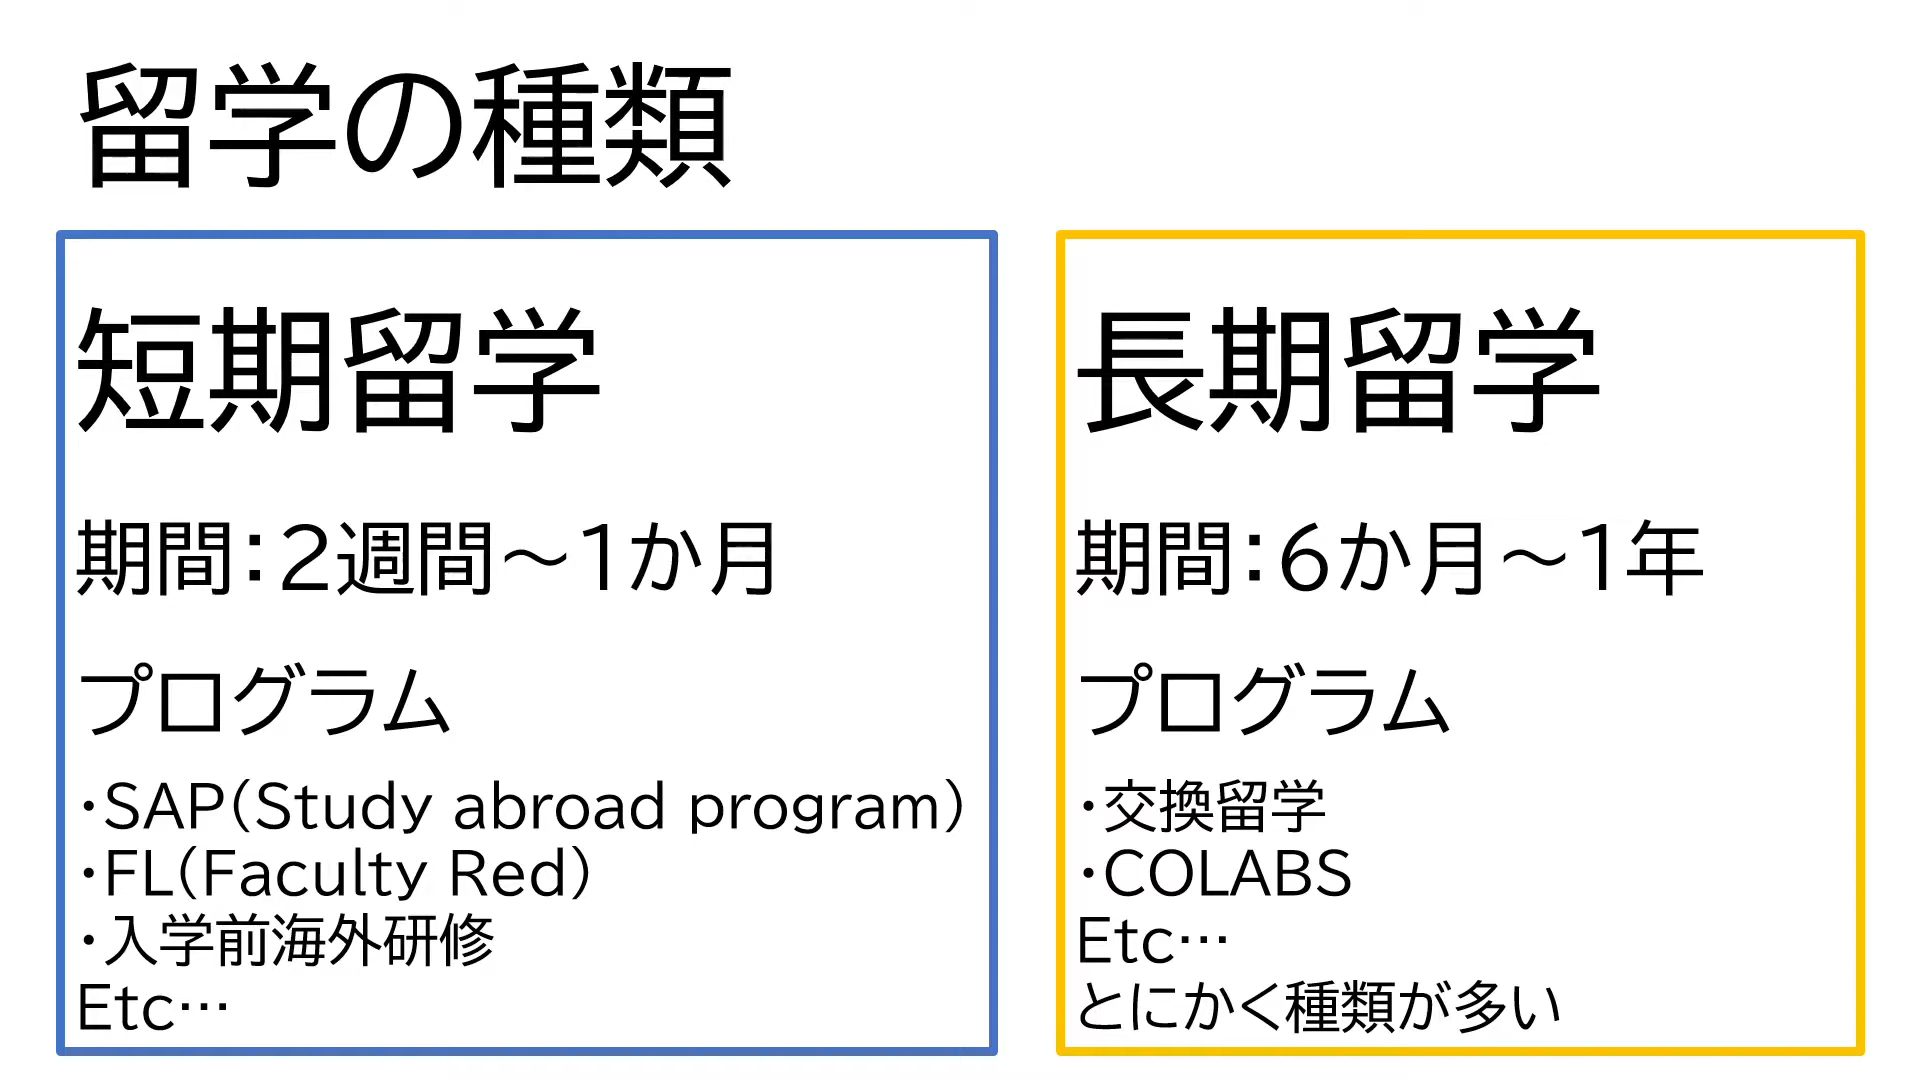 留学の種類
短期留学
期間：2週間～1か月
プログラム
・SAP（Study abroad program）
・FL（Faculty Red）
・入学前海外研修
Etc…
長期留学
期間：6か月～1年
プログラム
・交換留学
・COLABS
Etc…
とにかく種類が多い